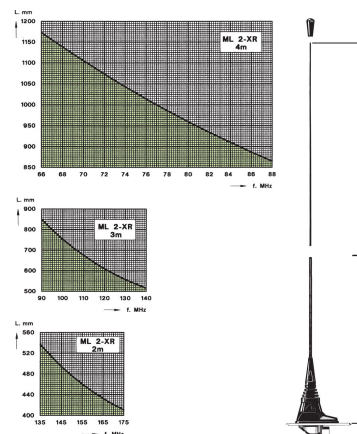 L. mm
ML 2-XR
4m
1200
1150
1100
1050
1000
950
900
850
66 68 70 72 74 76 78 80 82 84 86 88
f. MHz
L. mm
ML 2-XR
3m
900
800
700
600
500
90 100 110 120 130 140
f. MHz
L. mm
ML 2-XR
2m
560
520
480
440
400
135 145 155 165 175
f. MHz